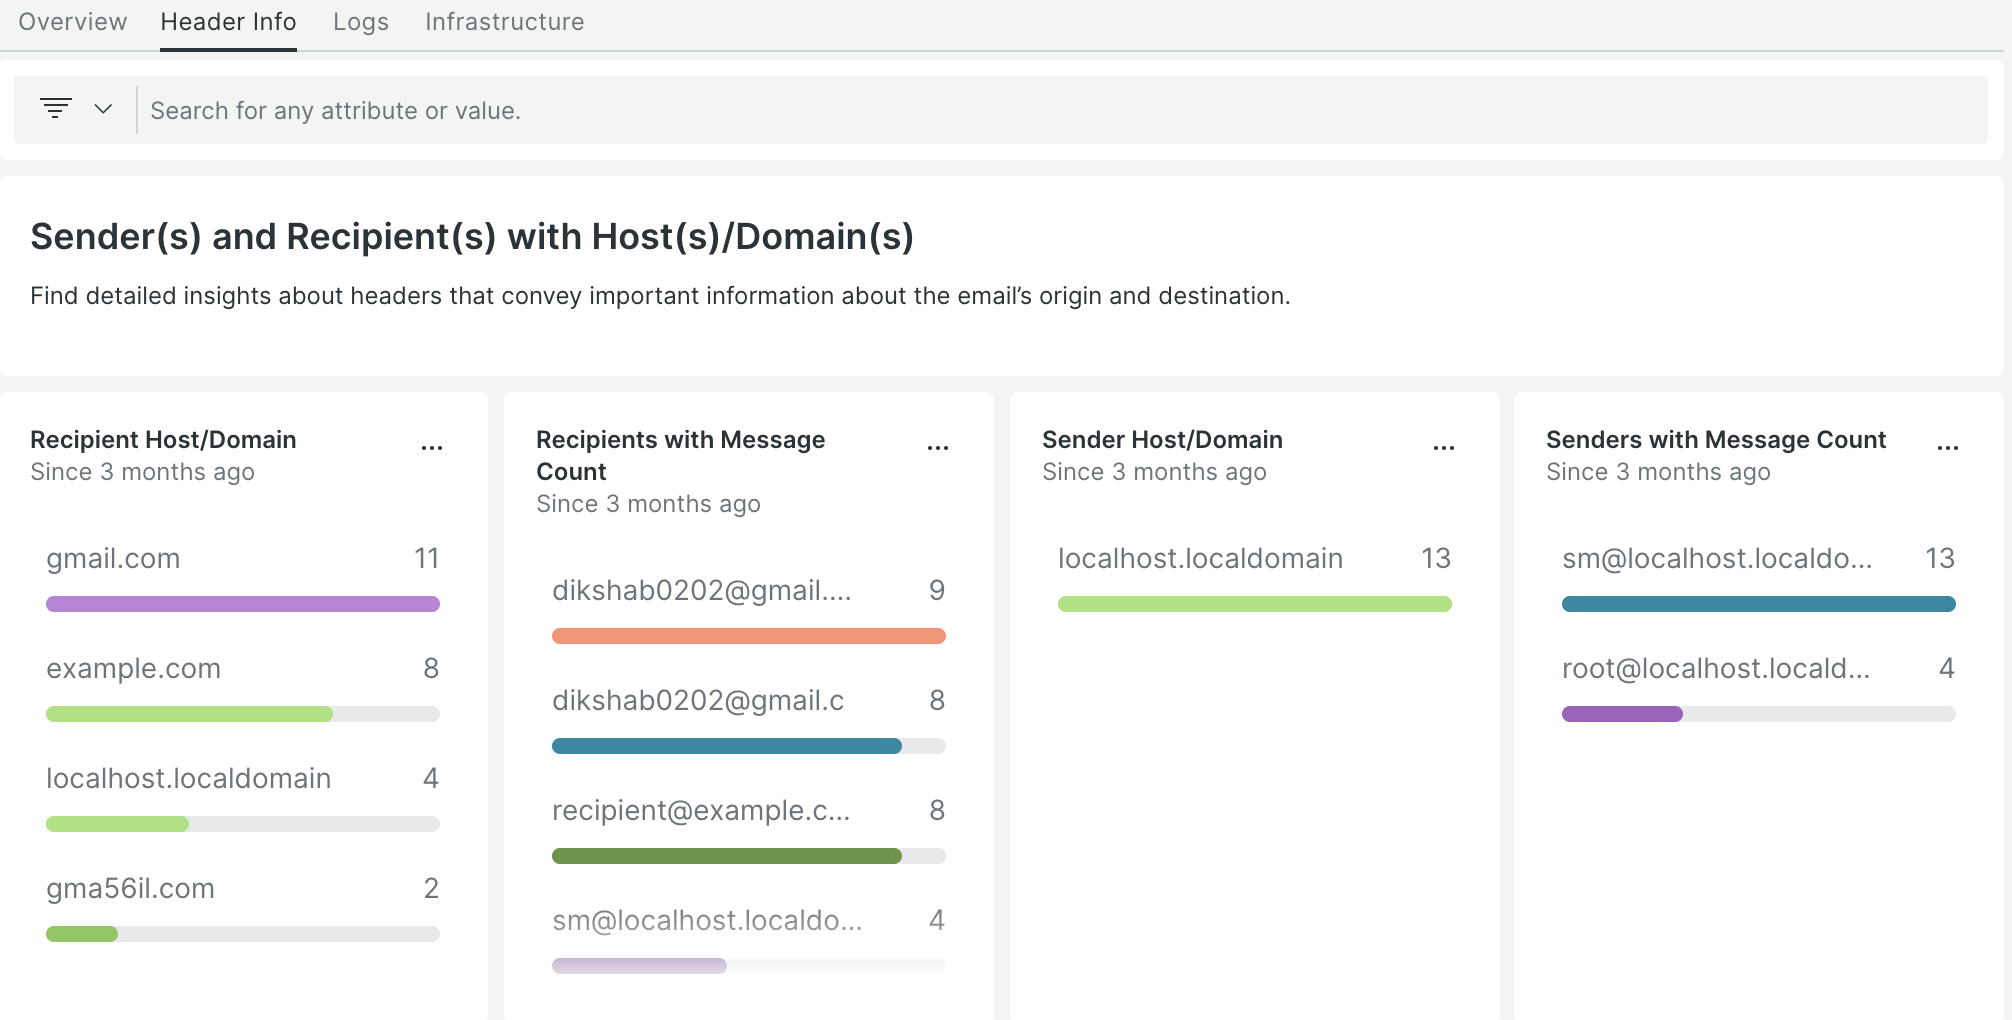 Overview Header Info Logs Infrastructure
Search for any attribute or value.
Sender(s) and Recipient(s) with Host(s)/Domain(s)
Find detailed insights about headers that convey important information about the email’s origin and destination.
Recipient Host/Domain ...
Since 3 months ago
gmail.com 11
example.com 8
localhost.localdomain 4
gma56il.com 2
Recipients with Message ...
Count
Since 3 months ago
dikshab0202@gmail.... 9
dikshab0202@gmail.c 8
recipient@example.c... 8
sm@localhost.localdo... 4
Sender Host/Domain ...
Since 3 months ago
localhost.localdomain 13
Senders with Message Count ...
Since 3 months ago
sm@localhost.localdo... 13
root@localhost.locald... 4